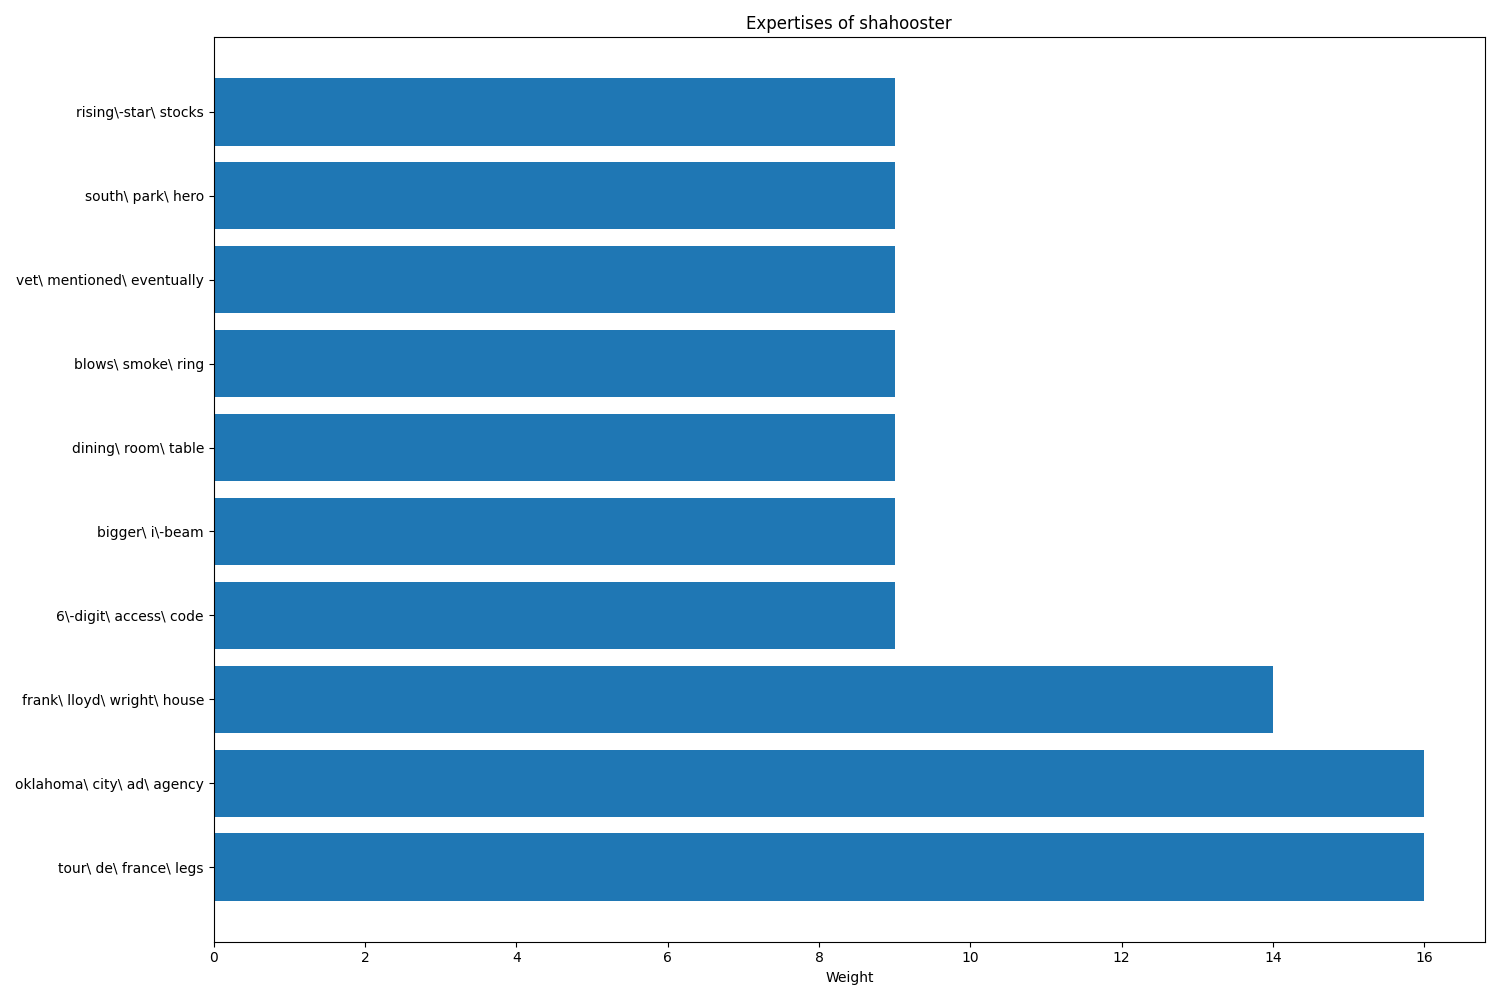 Expertises of shahooster
rising\-star\ stocks
south\ park\ hero
vet\ mentioned\ eventually
blows\ smoke\ ring
dining\ room\ table
bigger\ i\-beam
6\-digit\ access\ code
frank\ lloyd\ wright\ house
oklahoma\ city\ ad\ agency
tour\ de\ france\ legs
0 2 4 6 8 10 12 14 16
Weight